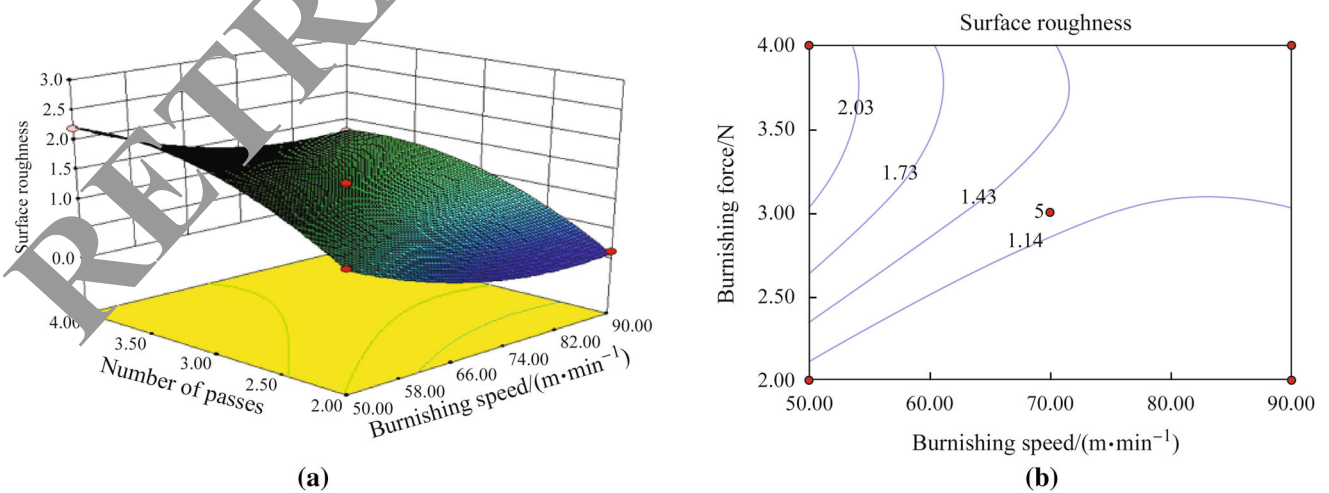 RETR
3.0
2.5
2.0
1.5
1.0
0.0
Surface roughness
4.00
3.50
3.00
2.50
2.00
Number of passes
50.00
58.00
66.00
74.00
82.00
90.00
Burnishing speed/(m·min⁻¹)
(a)
Surface roughness
4.00
3.50
3.00
2.50
2.00
Burnishing force/N
2.03
1.73
1.43
5
1.14
50.00 60.00 70.00 80.00 90.00
Burnishing speed/(m·min⁻¹)
(b)